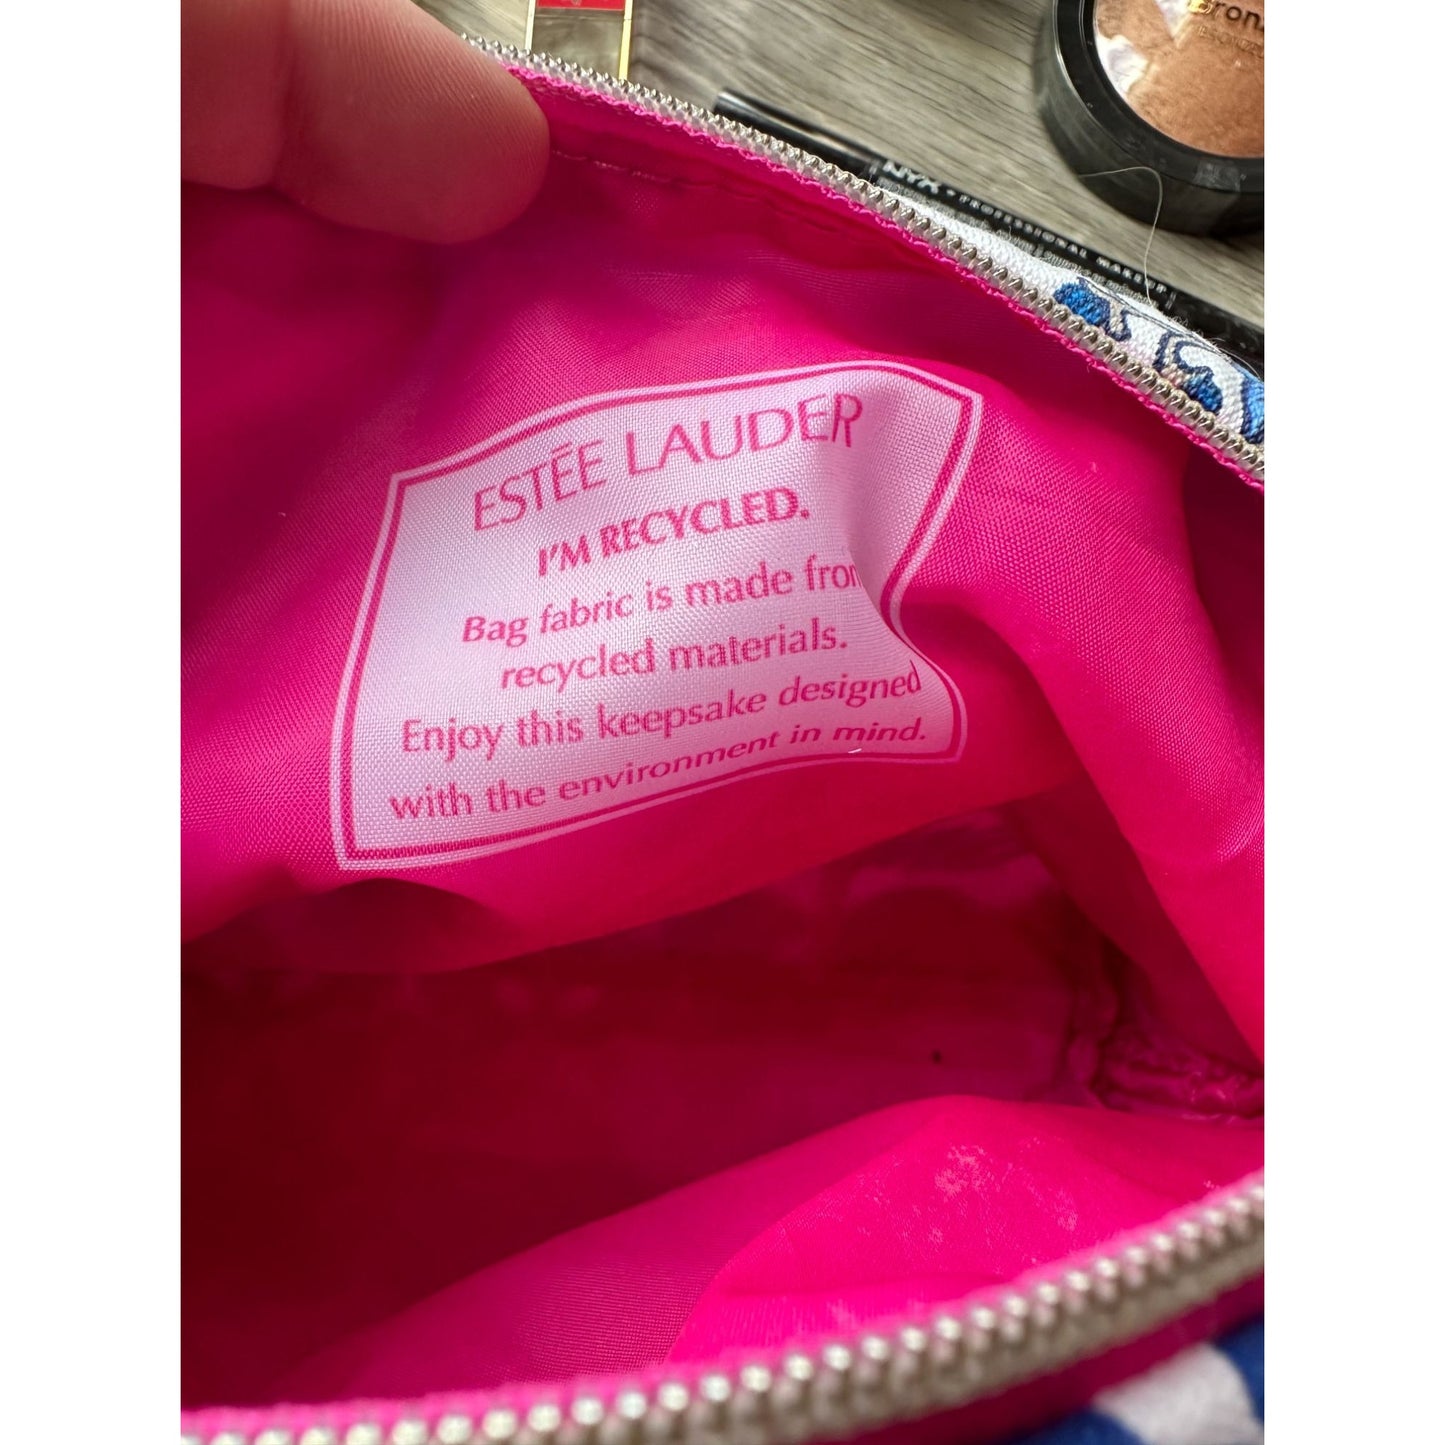 ESTÉE LAUDER
I'M RECYCLED.
Bag fabric is made from
recycled materials.
Enjoy this keepsake designed
with the environment in mind.
NYX • PROFESSIONAL MAKEUP